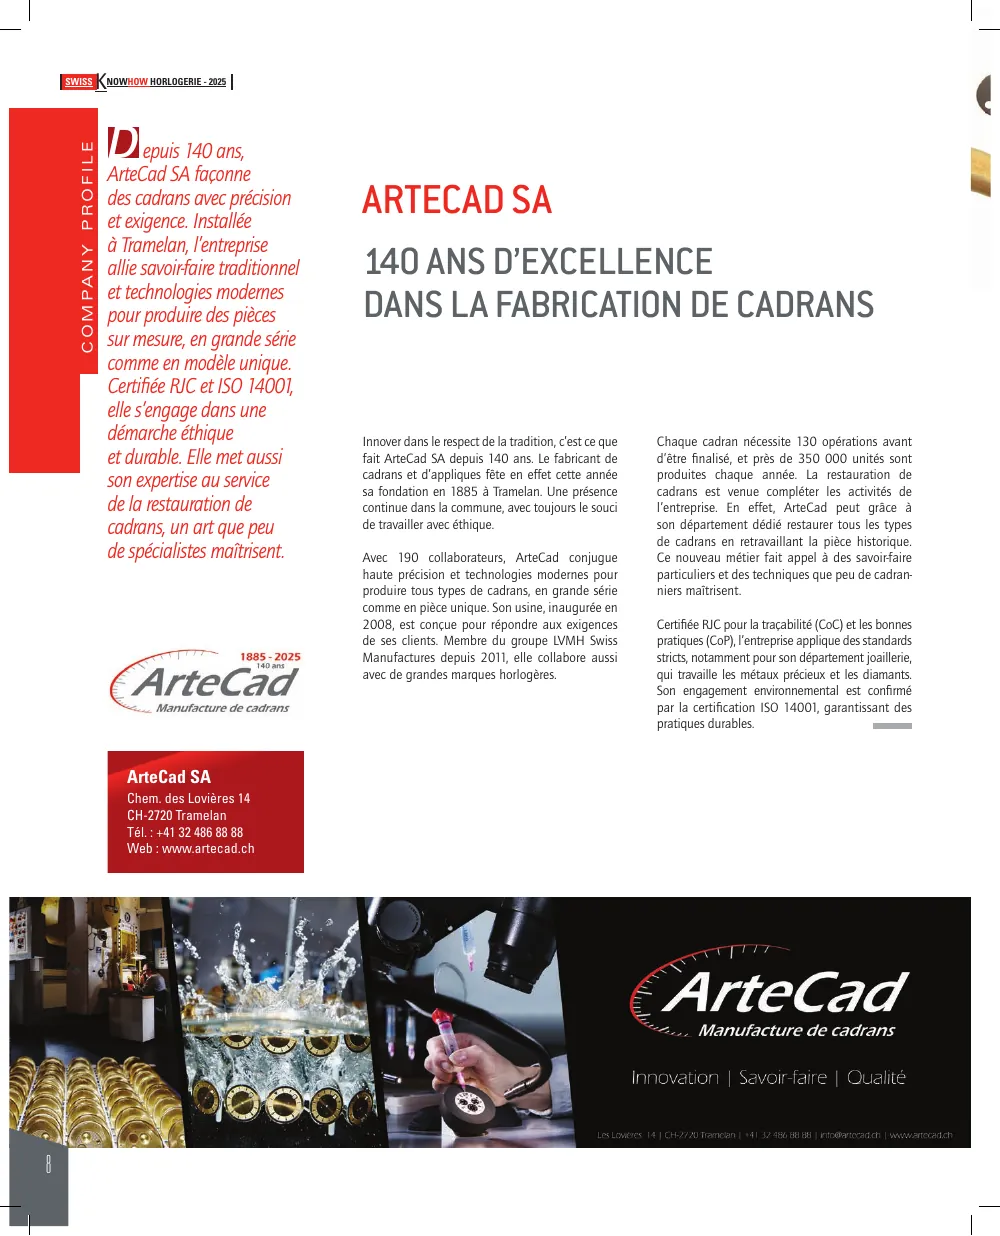 SWISS KNOWHOW HORLOGERIE - 2025
COMPANY PROFILE
Depuis 140 ans,
ArteCad SA façonne
des cadrans avec précision
et exigence. Installée
à Tramelan, l'entreprise
allie savoir-faire traditionnel
et technologies modernes
pour produire des pièces
sur mesure, en grande série
comme en modèle unique.
Certifiée RJC et ISO 14001,
elle s'engage dans une
démarche éthique
et durable. Elle met aussi
son expertise au service
de la restauration de
cadrans, un art que peu
de spécialistes maîtrisent.
1885 - 2025
140 ans
ArteCad
Manufacture de cadrans
ArteCad SA
Chem. des Lovières 14
CH-2720 Tramelan
Tél. : +41 32 486 88 88
Web : www.artecad.ch
ARTECAD SA
140 ANS D'EXCELLENCE
DANS LA FABRICATION DE CADRANS
Innover dans le respect de la tradition, c'est ce que
fait ArteCad SA depuis 140 ans. Le fabricant de
cadrans et d'appliques fête en effet cette année
sa fondation en 1885 à Tramelan. Une présence
continue dans la commune, avec toujours le souci
de travailler avec éthique.
Avec 190 collaborateurs, ArteCad conjugue
haute précision et technologies modernes pour
produire tous types de cadrans, en grande série
comme en pièce unique. Son usine, inaugurée en
2008, est conçue pour répondre aux exigences
de ses clients. Membre du groupe LVMH Swiss
Manufactures depuis 2011, elle collabore aussi
avec de grandes marques horlogères.
Chaque cadran nécessite 130 opérations avant
d'être finalisé, et près de 350 000 unités sont
produites chaque année. La restauration de
cadrans est venue compléter les activités de
l'entreprise. En effet, ArteCad peut grâce à
son département dédié restaurer tous les types
de cadrans en retravaillant la pièce historique.
Ce nouveau métier fait appel à des savoir-faire
particuliers et des techniques que peu de cadran-
niers maîtrisent.
Certifiée RJC pour la traçabilité (CoC) et les bonnes
pratiques (CoP), l'entreprise applique des standards
stricts, notamment pour son département joaillerie,
qui travaille les métaux précieux et les diamants.
Son engagement environnemental est confirmé
par la certification ISO 14001, garantissant des
pratiques durables.
ArteCad
Manufacture de cadrans
Innovation | Savoir-faire | Qualité
Les Lovières 14 | CH-2720 Tramelan | +41 32 486 88 88 | info@artecad.ch | www.artecad.ch
8